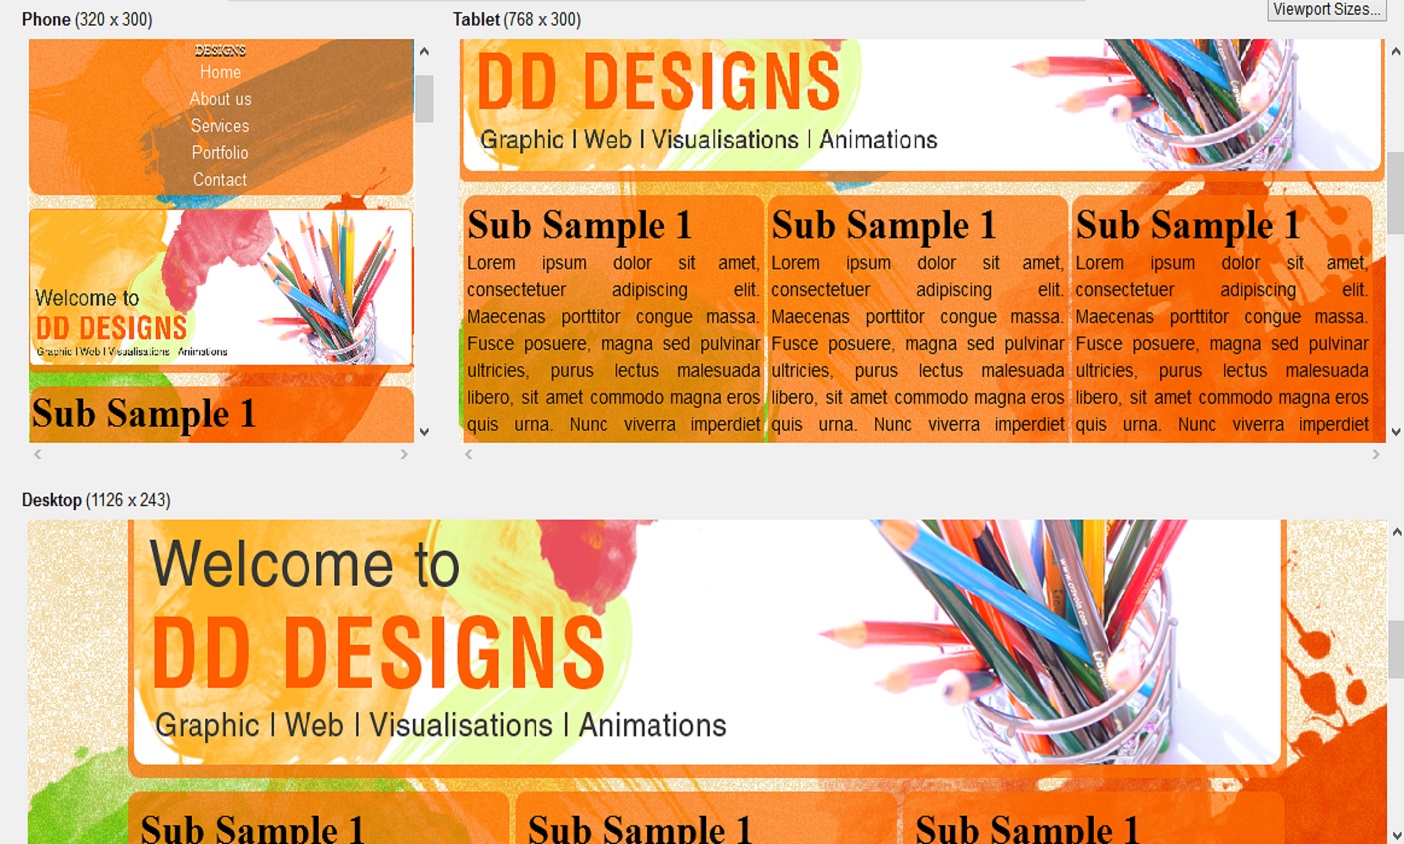 Viewport Sizes...
Phone (320 x 300)
DESIGNS
Home
About us
Services
Portfolio
Contact
Welcome to
DD DESIGNS
Graphic l Web l Visualisations l Animations
Sub Sample 1
Tablet (768 x 300)
DD DESIGNS
Graphic l Web l Visualisations l Animations
Sub Sample 1
Lorem ipsum dolor sit amet,
consectetuer adipiscing elit.
Maecenas porttitor congue massa.
Fusce posuere, magna sed pulvinar
ultricies, purus lectus malesuada
libero, sit amet commodo magna eros
quis urna. Nunc viverra imperdiet
Sub Sample 1
Lorem ipsum dolor sit amet,
consectetuer adipiscing elit.
Maecenas porttitor congue massa.
Fusce posuere, magna sed pulvinar
ultricies, purus lectus malesuada
libero, sit amet commodo magna eros
quis urna. Nunc viverra imperdiet
Sub Sample 1
Lorem ipsum dolor sit amet,
consectetuer adipiscing elit.
Maecenas porttitor congue massa.
Fusce posuere, magna sed pulvinar
ultricies, purus lectus malesuada
libero, sit amet commodo magna eros
quis urna. Nunc viverra imperdiet
Desktop (1126 x 243)
Welcome to
DD DESIGNS
Graphic l Web l Visualisations l Animations
www.crayola.com
Crayola
Sub Sample 1
Sub Sample 1
Sub Sample 1